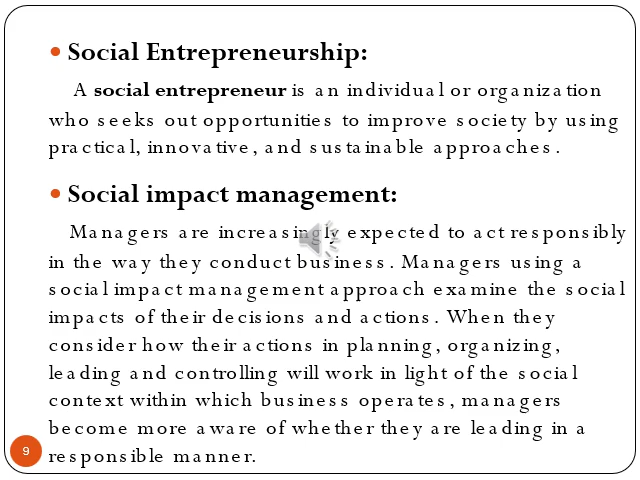 Social Entrepreneurship:
A social entrepreneur is an individual or organization
who seeks out opportunities to improve society by using
practical, innovative, and sustainable approaches.
Social impact management:
Managers are increasingly expected to act responsibly
in the way they conduct business. Managers using a
social impact management approach examine the social
impacts of their decisions and actions. When they
consider how their actions in planning, organizing,
leading and controlling will work in light of the social
context within which business operates, managers
become more aware of whether they are leading in a
responsible manner.
9